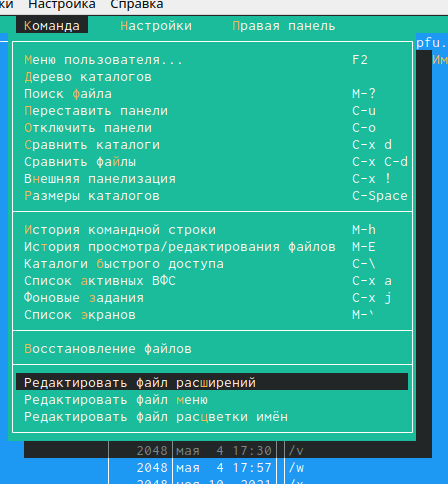 ки Настройка Справка
Команда Настройки Правая панель
pfu.
Меню пользователя... F2 Им
Дерево каталогов
Поиск файла M-?
Переставить панели C-u
Отключить панели C-o
Сравнить каталоги C-x d
Сравнить файлы C-x C-d
Внешняя панелизация C-x !
Размеры каталогов C-Space
История командной строки M-h
История просмотра/редактирования файлов M-E
Каталоги быстрого доступа C-\
Список активных ВФС C-x a
Фоновые задания C-x j
Список экранов M-`
Восстановление файлов
Редактировать файл расширений
Редактировать файл меню
Редактировать файл расцветки имён
2048 мая 4 17:30 /v
2048 мая 4 17:57 /w
2048 мая 10 2021 /x